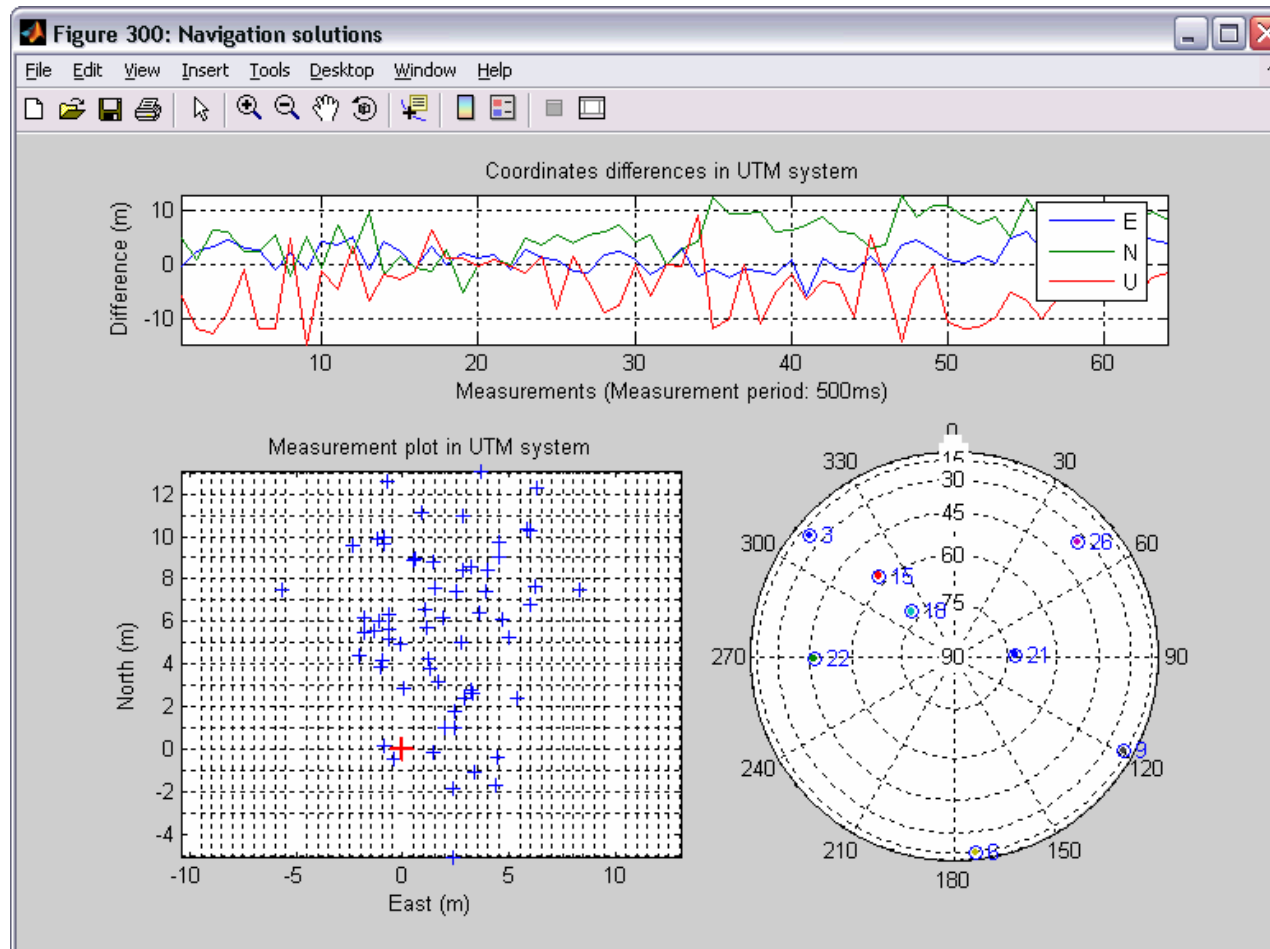 Figure 300: Navigation solutions
File Edit View Insert Tools Desktop Window Help
Coordinates differences in UTM system
Difference (m)
10
0
-10
E
N
U
10 20 30 40 50 60
Measurements (Measurement period: 500ms)
Measurement plot in UTM system
North (m)
12
10
8
6
4
2
0
-2
-4
-10 -5 0 5 10
East (m)
0
330 15 30
30
45
300 3 60 26 60
15
75
18
270 22 90 21 90
9
240 120
6
210 150
180